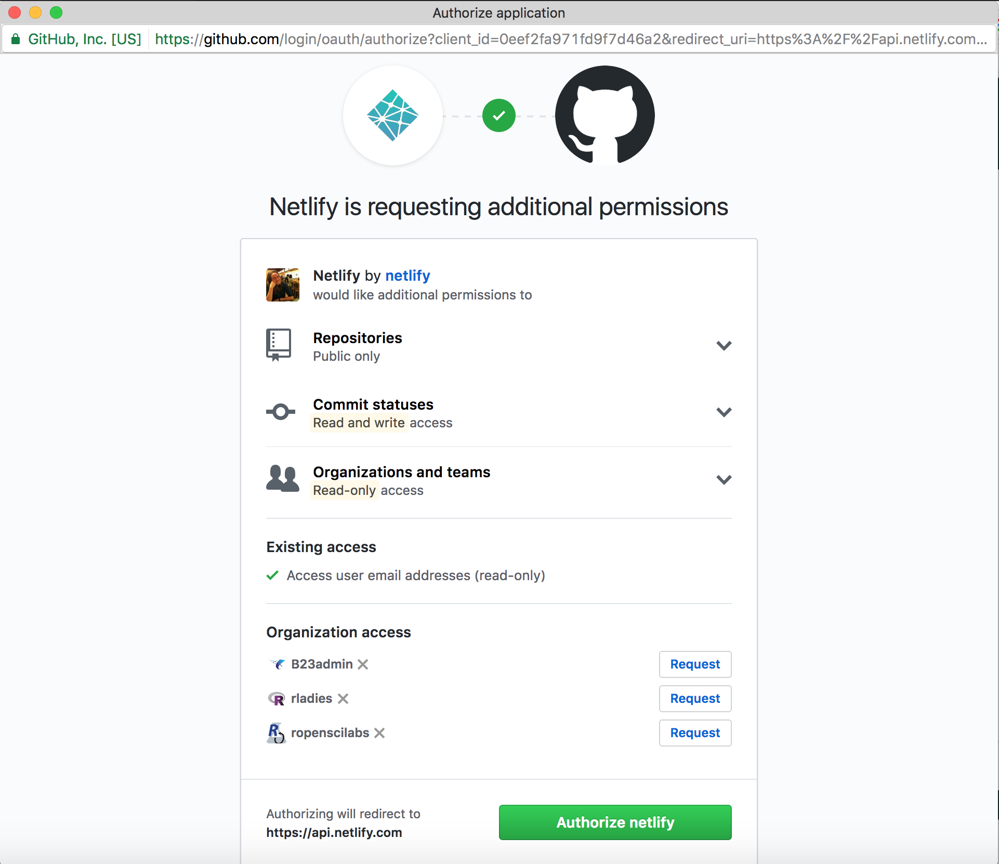 Authorize application
GitHub, Inc. [US] https://github.com/login/oauth/authorize?client_id=0eef2fa971fd9f7d46a2&redirect_uri=https%3A%2F%2Fapi.netlify.com...
Netlify is requesting additional permissions
Netlify by netlify
would like additional permissions to
Repositories
Public only
Commit statuses
Read and write access
Organizations and teams
Read-only access
Existing access
Access user email addresses (read-only)
Organization access
B23admin
Request
rladies
Request
ropenscilabs
Request
Authorizing will redirect to
https://api.netlify.com
Authorize netlify